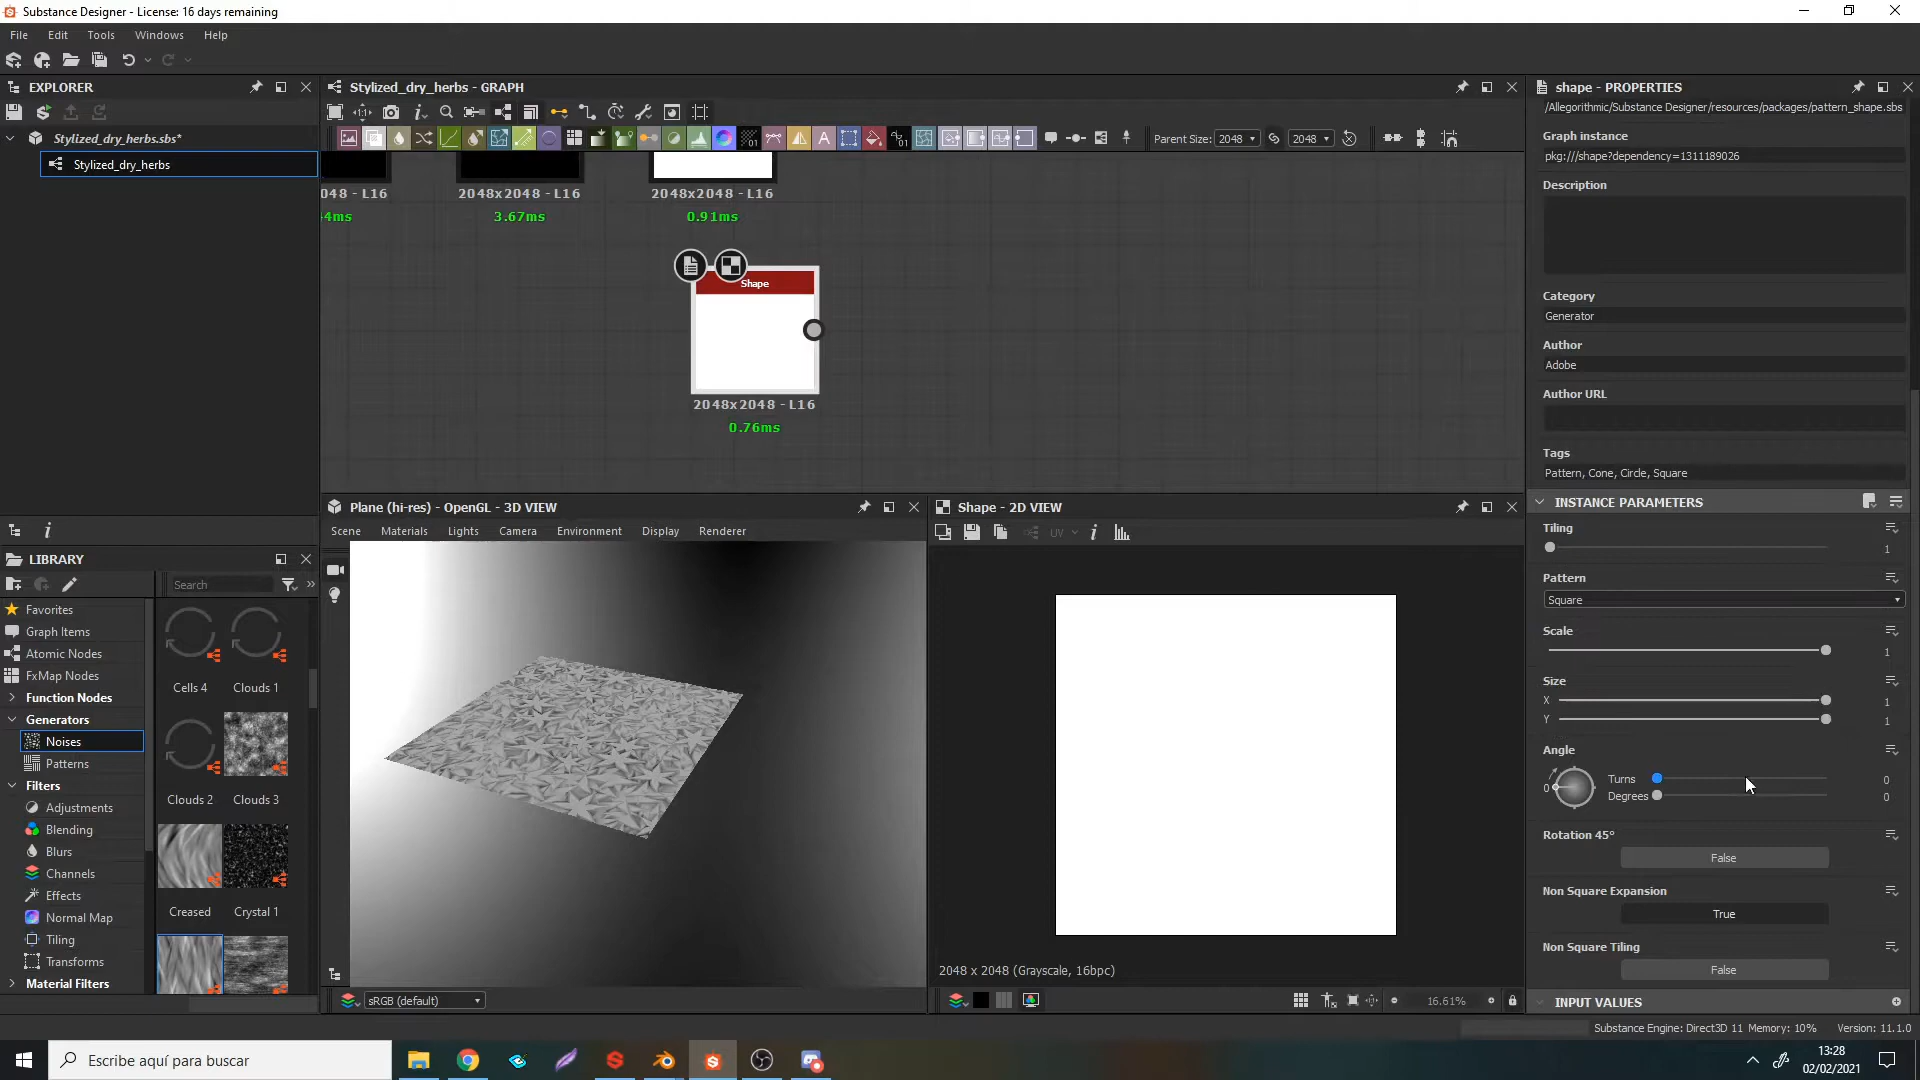 Substance Designer - License: 16 days remaining
File Edit Tools Windows Help
EXPLORER
Stylized_dry_herbs.sbs*
Stylized_dry_herbs
Stylized_dry_herbs - GRAPH
Parent Size: 2048 2048
048 - L16
4ms
2048x2048 - L16
3.67ms
2048x2048 - L16
0.91ms
Shape
2048x2048 - L16
0.76ms
LIBRARY
Search
Favorites
Graph Items
Atomic Nodes
FxMap Nodes
Function Nodes
Generators
Noises
Patterns
Filters
Adjustments
Blending
Blurs
Channels
Effects
Normal Map
Tiling
Transforms
Material Filters
Cells 4 Clouds 1
Clouds 2 Clouds 3
Creased Crystal 1
Plane (hi-res) - OpenGL - 3D VIEW
Scene Materials Lights Camera Environment Display Renderer
sRGB (default)
Shape - 2D VIEW
UV
2048 x 2048 (Grayscale, 16bpc)
16.61%
shape - PROPERTIES
/Allegorithmic/Substance Designer/resources/packages/pattern_shape.sbs
Graph instance
pkg:///shape?dependency=1311189026
Description
Category
Generator
Author
Adobe
Author URL
Tags
Pattern, Cone, Circle, Square
INSTANCE PARAMETERS
Tiling
1
Pattern
Square
Scale
1
Size
X 1
Y 1
Angle
0 Turns 0
Degrees 0
Rotation 45°
False
Non Square Expansion
True
Non Square Tiling
False
INPUT VALUES
Substance Engine: Direct3D 11 Memory: 10% Version: 11.1.0
Escribe aquí para buscar
13:28
02/02/2021